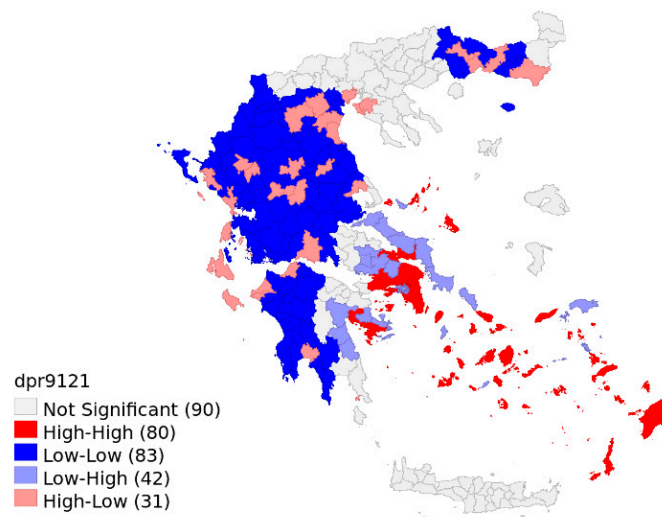 dpr9121
Not Significant (90)
High-High (80)
Low-Low (83)
Low-High (42)
High-Low (31)